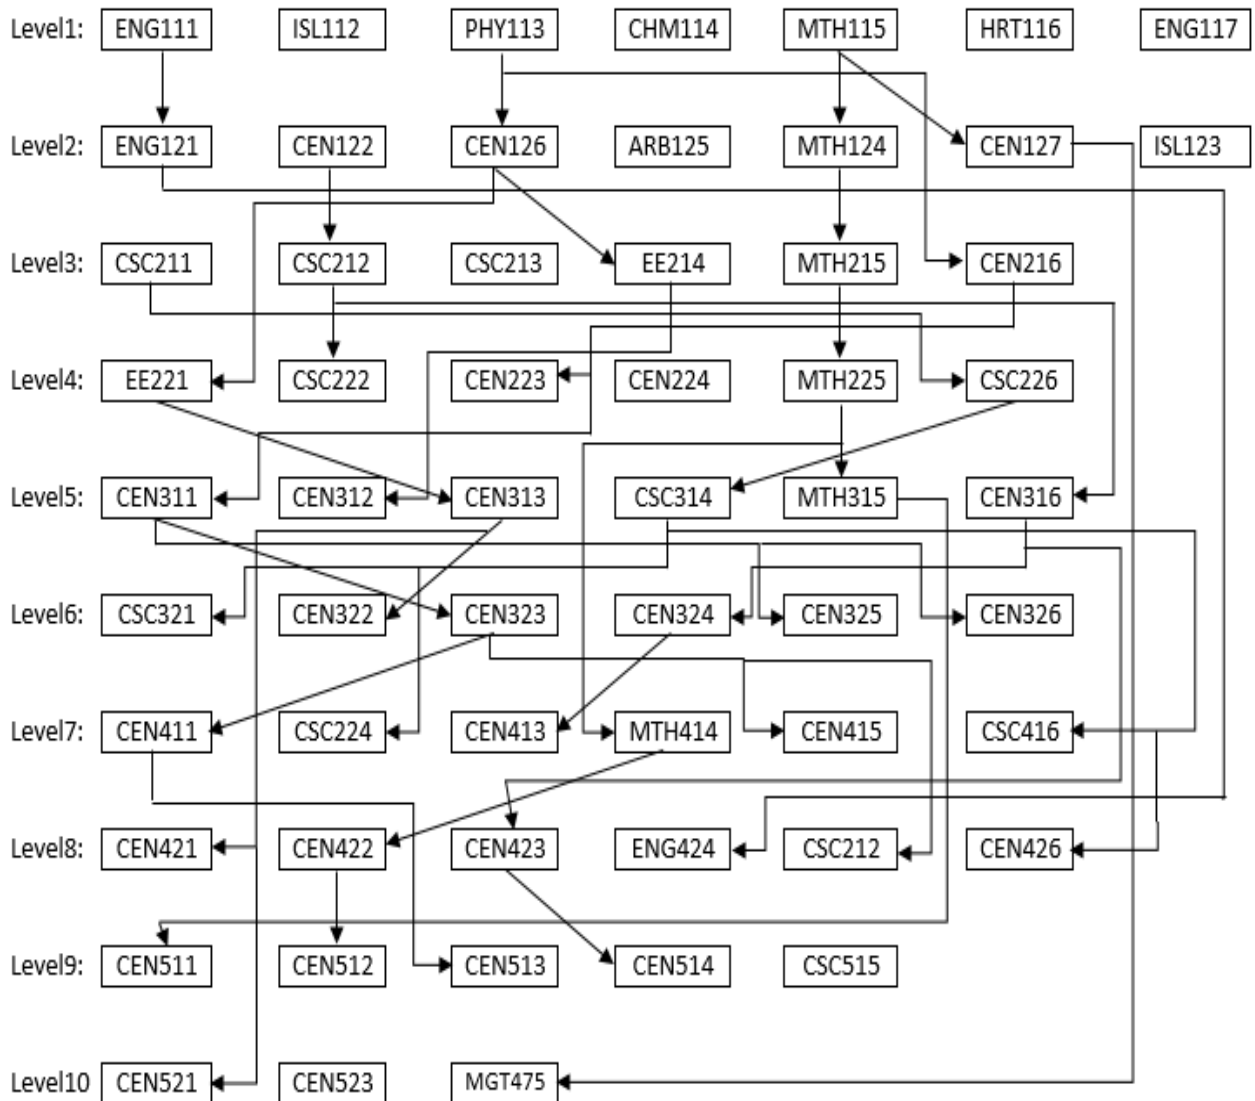 Level1: ENG111 ISL112 PHY113 CHM114 MTH115 HRT116 ENG117
Level2: ENG121 CEN122 CEN126 ARB125 MTH124 CEN127 ISL123
Level3: CSC211 CSC212 CSC213 EE214 MTH215 CEN216
Level4: EE221 CSC222 CEN223 CEN224 MTH225 CSC226
Level5: CEN311 CEN312 CEN313 CSC314 MTH315 CEN316
Level6: CSC321 CEN322 CEN323 CEN324 CEN325 CEN326
Level7: CEN411 CSC224 CEN413 MTH414 CEN415 CSC416
Level8: CEN421 CEN422 CEN423 ENG424 CSC212 CEN426
Level9: CEN511 CEN512 CEN513 CEN514 CSC515
Level10 CEN521 CEN523 MGT475